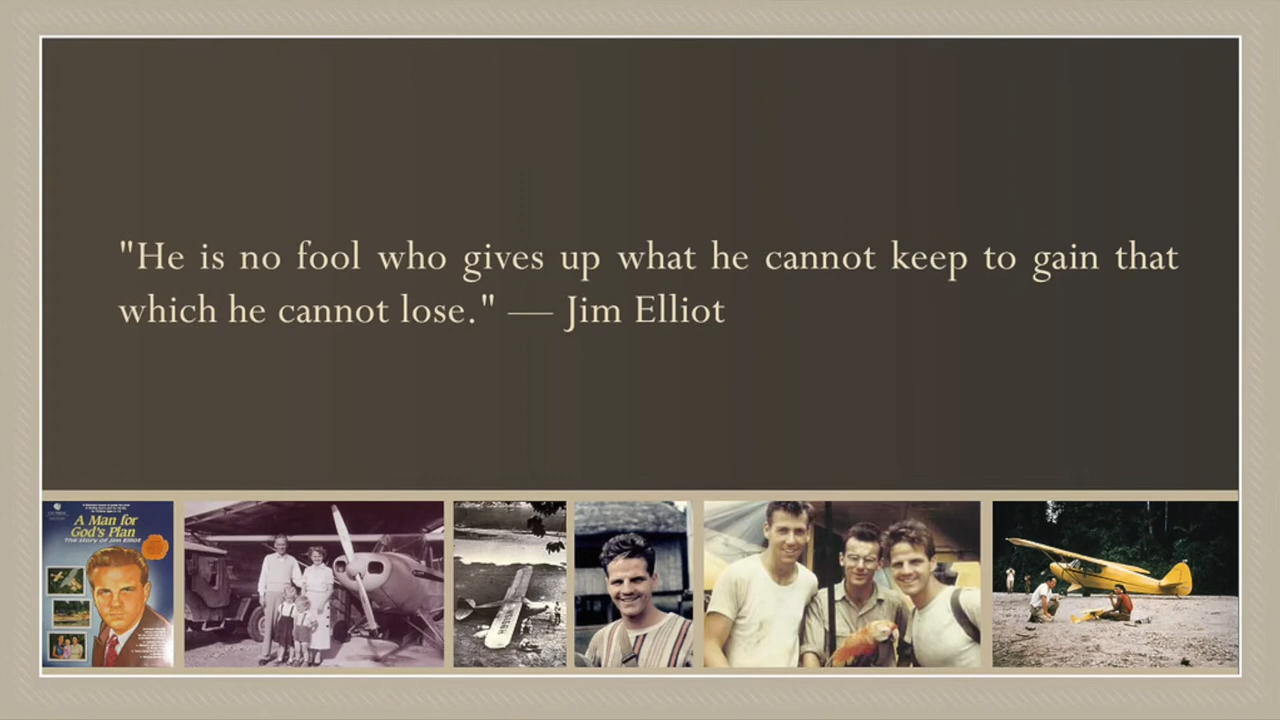 "He is no fool who gives up what he cannot keep to gain that
which he cannot lose." — Jim Elliot
A Man for
God's Plan
The story of Jim Elliot